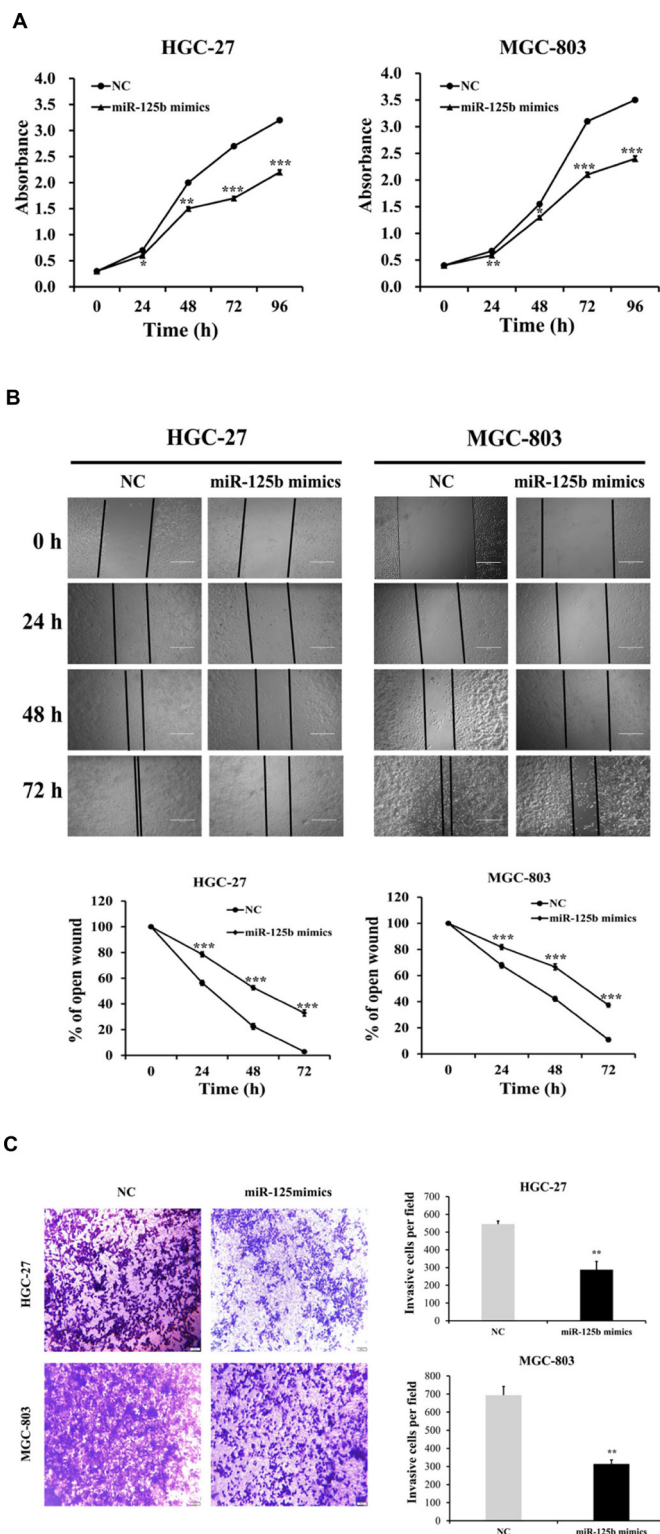 A
HGC-27
MGC-803
NC
miR-125b mimics
4.0
3.5
3.0
2.5
2.0
1.5
1.0
0.5
0.0
Absorbance
*
**
***
***
0 24 48 72 96
Time (h)
NC
miR-125b mimics
4.0
3.5
3.0
2.5
2.0
1.5
1.0
0.5
0.0
Absorbance
**
*
***
***
0 24 48 72 96
Time (h)
B
HGC-27
MGC-803
NC
miR-125b mimics
NC
miR-125b mimics
0 h
24 h
48 h
72 h
HGC-27
NC
miR-125b mimics
120
100
80
60
40
20
0
% of open wound
***
***
***
0 24 48 72
Time (h)
MGC-803
NC
miR-125b mimics
120
100
80
60
40
20
0
% of open wound
***
***
***
0 24 48 72
Time (h)
C
NC
miR-125mimics
HGC-27
MGC-803
HGC-27
700
600
500
400
300
200
100
0
Invasive cells per field
**
NC
miR-125b mimics
MGC-803
800
700
600
500
400
300
200
100
0
Invasive cells per field
**
NC
miR-125b mimics